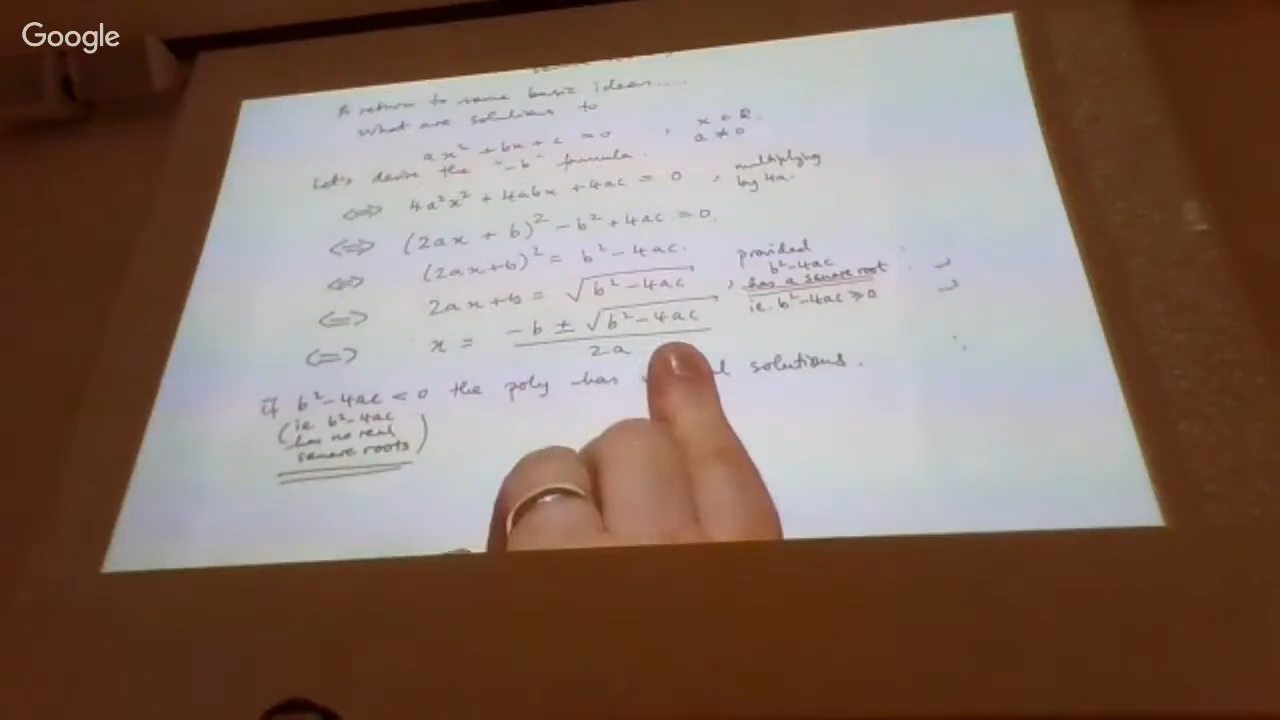 Google
A return to some basic ideas.....
What are solutions to
ax² + bx + c = 0 , x ∈ R.
a ≠ 0
Let's derive the "-b" formula.
⇔ 4a²x² + 4abx + 4ac = 0 , multiplying by 4a.
⇔ (2ax + b)² - b² + 4ac = 0.
⇔ (2ax+b)² = b² - 4ac.
⇔ 2ax+b = √b² - 4ac , provided b² - 4ac has a square root ie. b² - 4ac ⩾ 0
⇔ x = -b ± √b² - 4ac / 2a
If b² - 4ac < 0 the poly has solutions.
(ie. b² - 4ac
has no real
square roots)